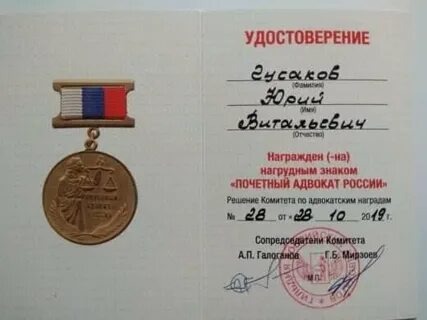 УДОСТОВЕРЕНИЕ
Гусаков
(Фамилия)
Юрий
(Имя)
Витальевич
(Отчество)
Награжден (-на)
нагрудным знаком
«ПОЧЕТНЫЙ АДВОКАТ РОССИИ»
Решение Комитета по адвокатским наградам
№ 28 от «28 10 2019 г.
Сопредседатели Комитета
А.П. Галоганов Г.Б. Мирзоев
М.П.